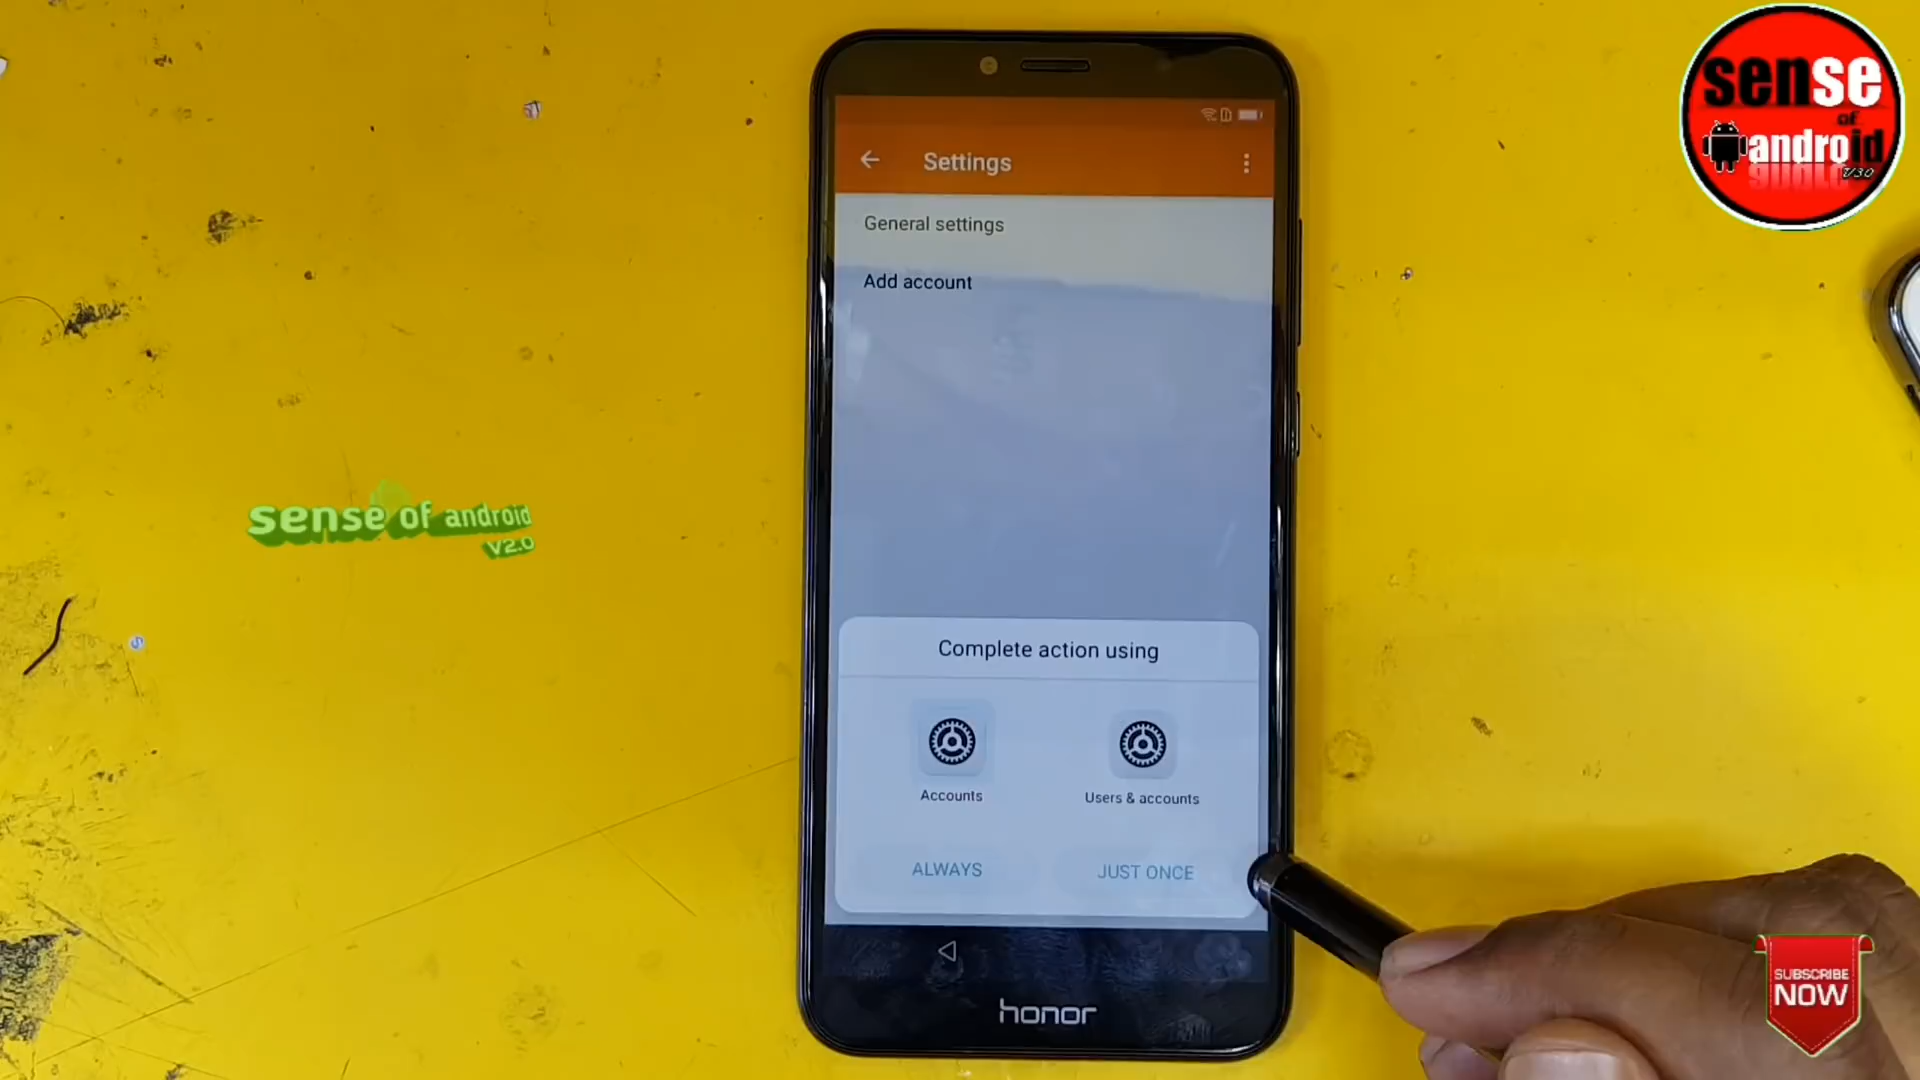 sense
of
android
V3.0
Settings
General settings
Add account
sense of android
V2.0
Complete action using
Accounts
Users & accounts
ALWAYS
JUST ONCE
honor
SUBSCRIBE
NOW